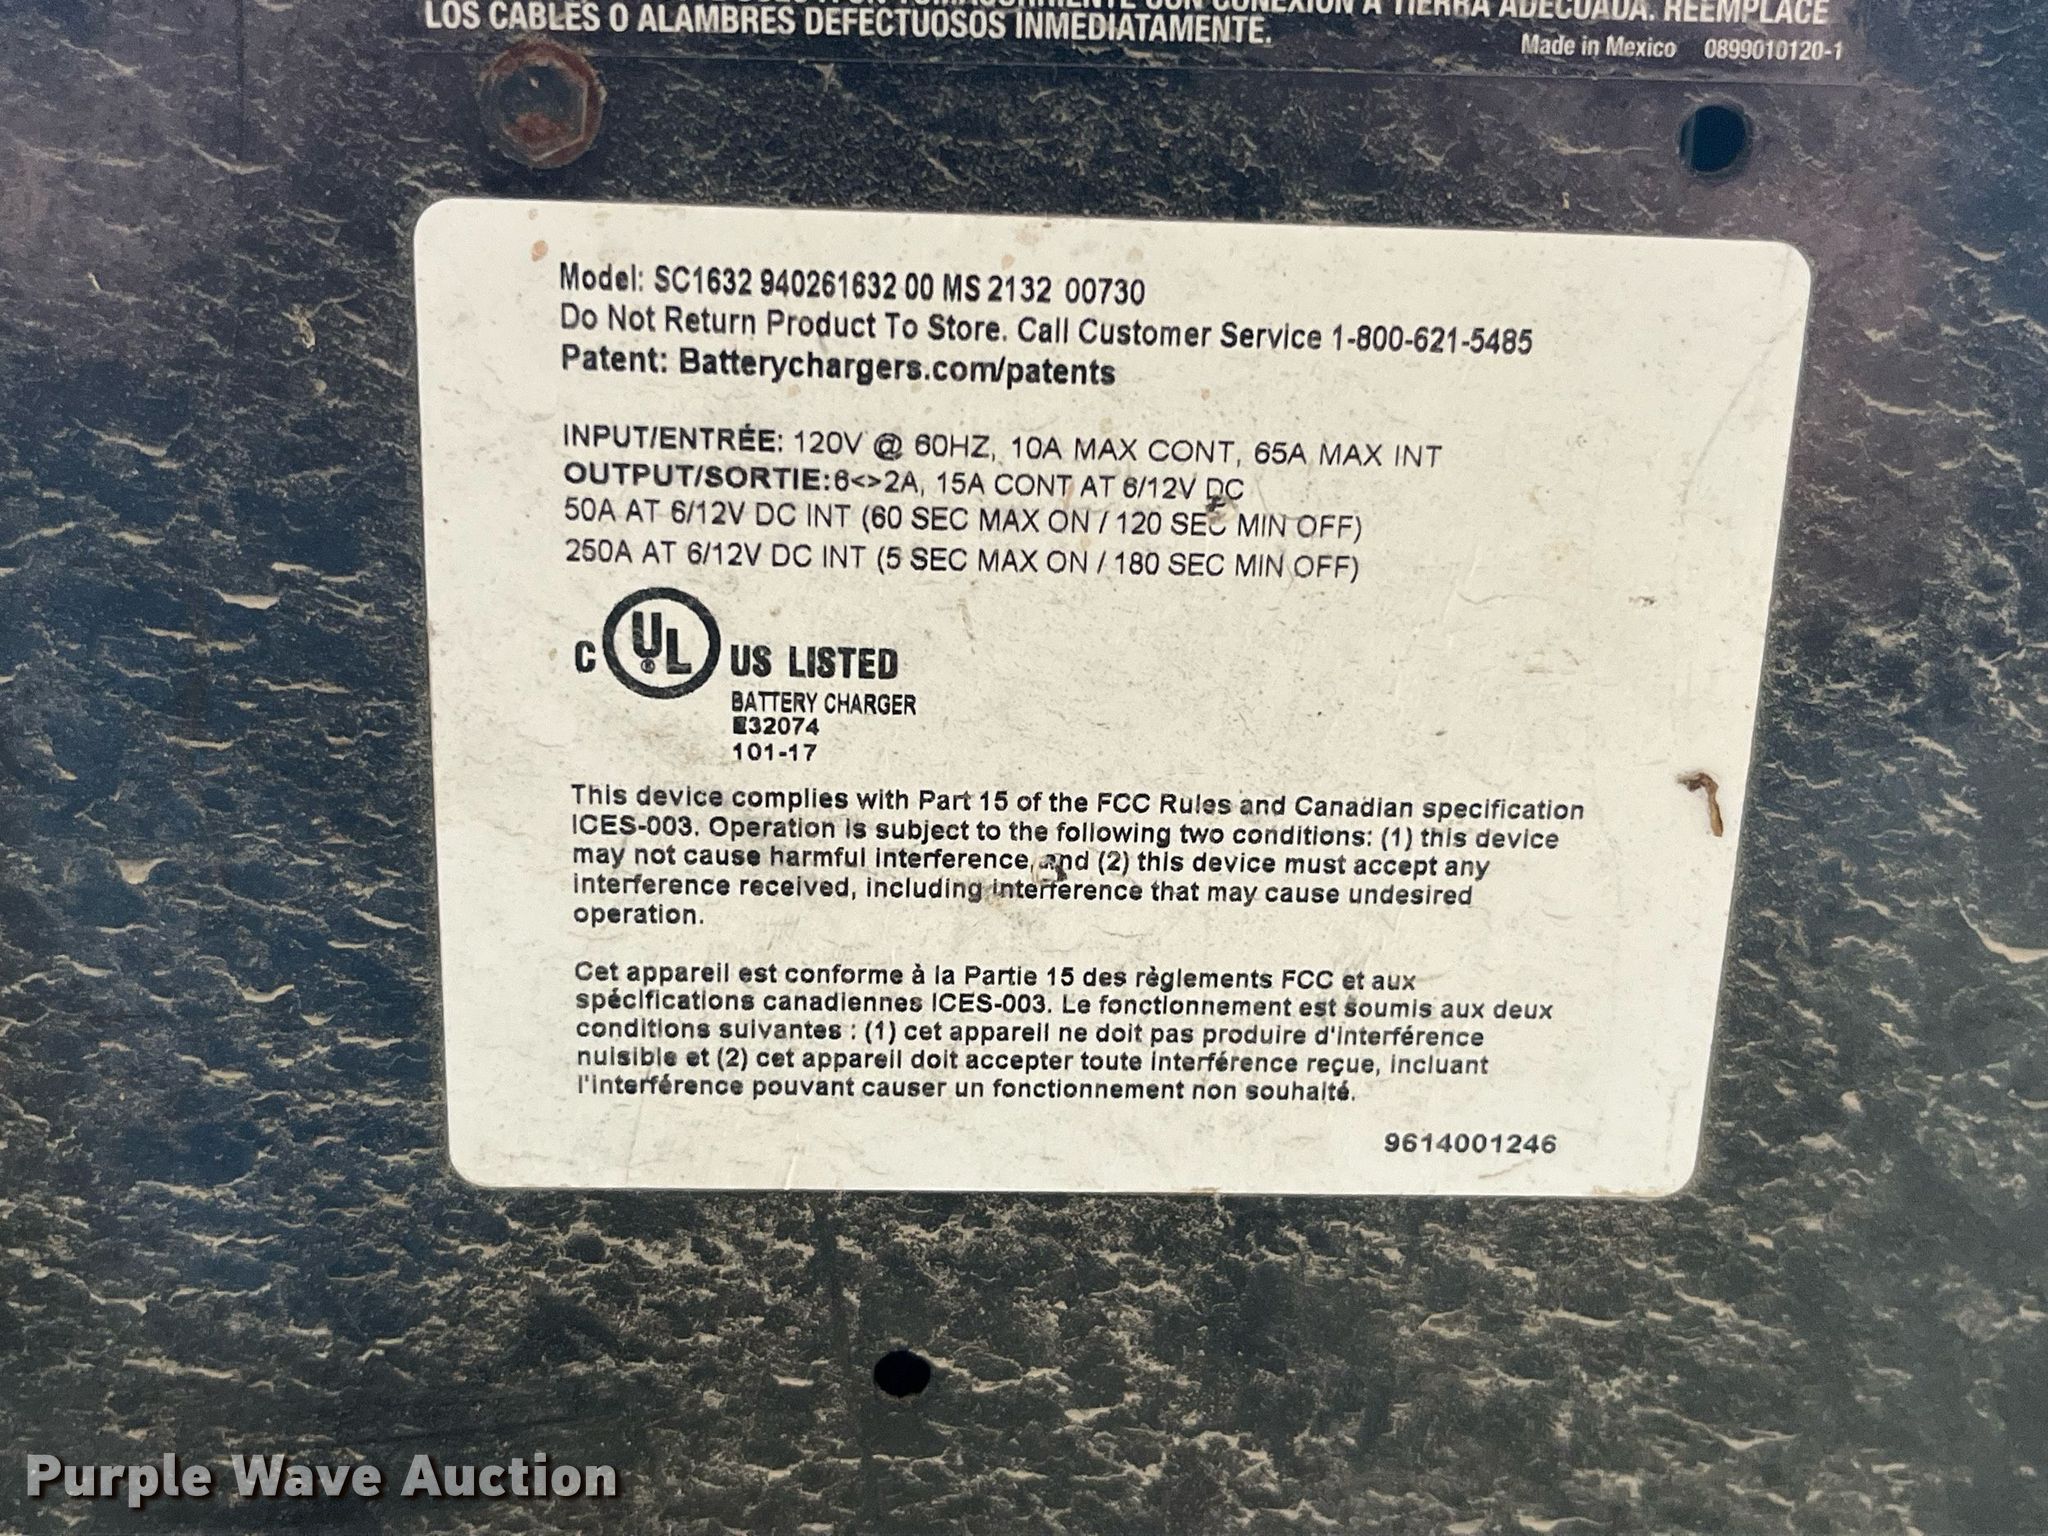 CONEXIÓN A TIERRA ADECUADA. REEMPLACE
LOS CABLES O ALAMBRES DEFECTUOSOS INMEDIATAMENTE.
Made in Mexico 0899010120-1
Model: SC1632 940261632 00 MS 2132 00730
Do Not Return Product To Store. Call Customer Service 1-800-621-5485
Patent: Batterychargers.com/patents
INPUT/ENTRÉE: 120V @ 60HZ, 10A MAX CONT, 65A MAX INT
OUTPUT/SORTIE:6<>2A, 15A CONT AT 6/12V DC
50A AT 6/12V DC INT (60 SEC MAX ON / 120 SEC MIN OFF)
250A AT 6/12V DC INT (5 SEC MAX ON / 180 SEC MIN OFF)
C UL ® US LISTED
BATTERY CHARGER
E32074
101-17
This device complies with Part 15 of the FCC Rules and Canadian specification
ICES-003. Operation is subject to the following two conditions: (1) this device
may not cause harmful interference, and (2) this device must accept any
interference received, including interference that may cause undesired
operation.
Cet appareil est conforme à la Partie 15 des règlements FCC et aux
spécifications canadiennes ICES-003. Le fonctionnement est soumis aux deux
conditions suivantes : (1) cet appareil ne doit pas produire d'interférence
nuisible et (2) cet appareil doit accepter toute interférence reçue, incluant
l'interférence pouvant causer un fonctionnement non souhaité.
9614001246
Purple Wave Auction